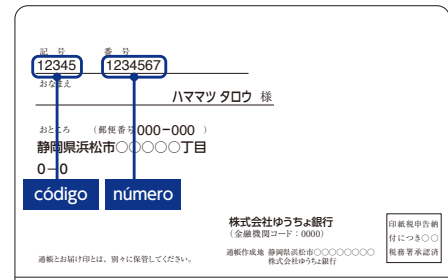 記 号 番 号
12345 1234567
おなまえ
ハママツ タロウ 様
おところ （郵便番号000-000 ）
静岡県浜松市○○○○○丁目
0-0
código número
株式会社ゆうちょ銀行
（金融機関コード：0000）
通帳とお届け印とは、別々に保管してください。
通帳作成地 静岡県浜松市○○○○○○○○
株式会社ゆうちょ銀行
印紙税申告納
付につき○○
税務署承認済